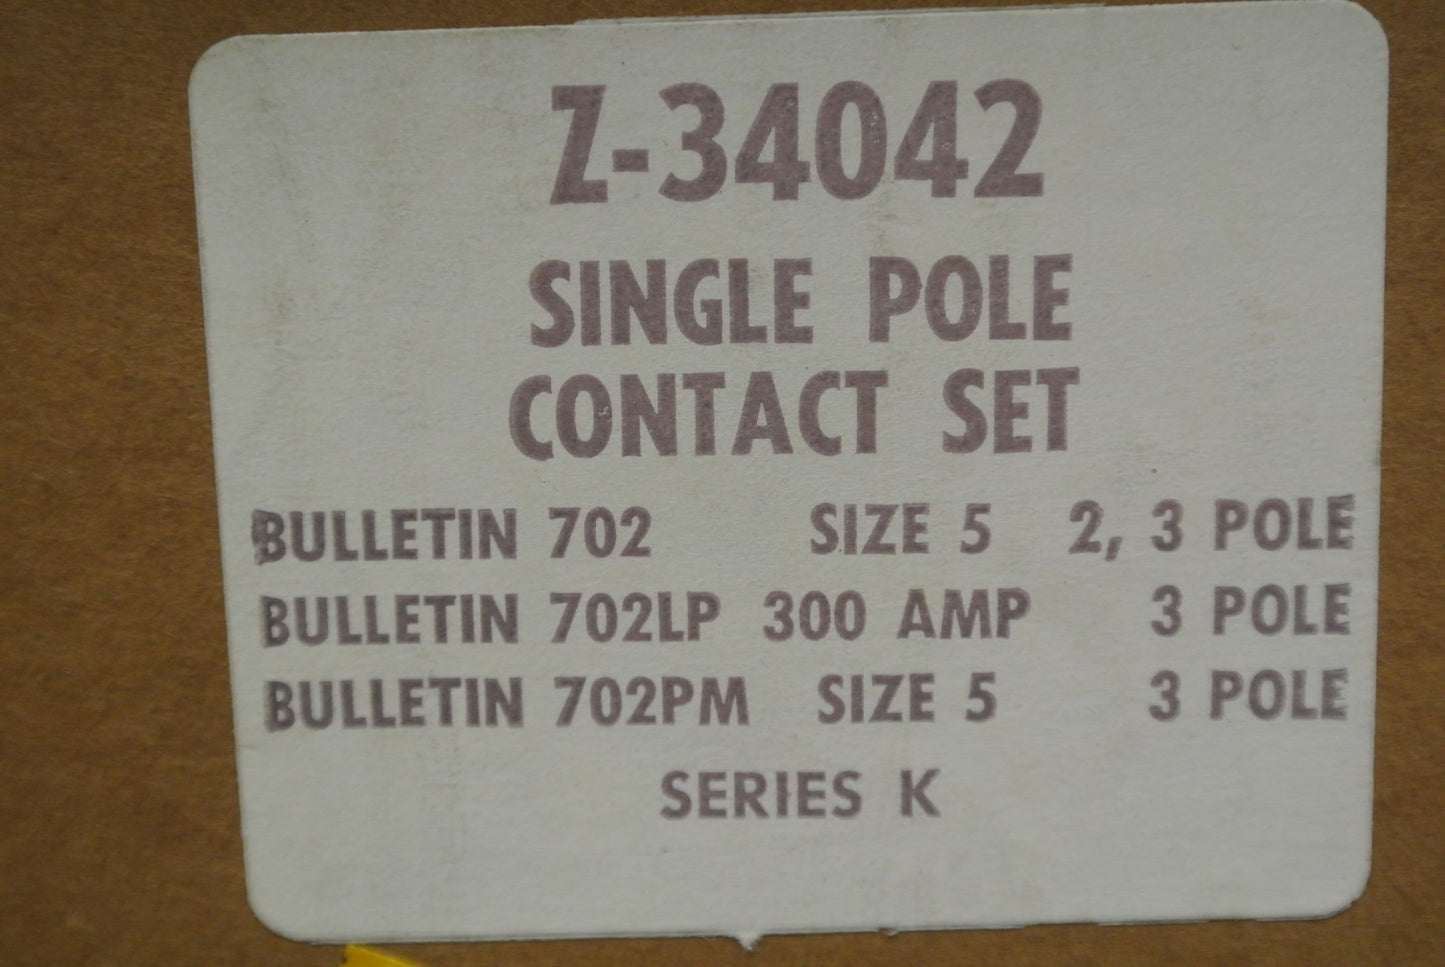 Z-34042
SINGLE POLE
CONTACT SET
BULLETIN 702 SIZE 5 2, 3 POLE
BULLETIN 702LP 300 AMP 3 POLE
BULLETIN 702PM SIZE 5 3 POLE
SERIES K